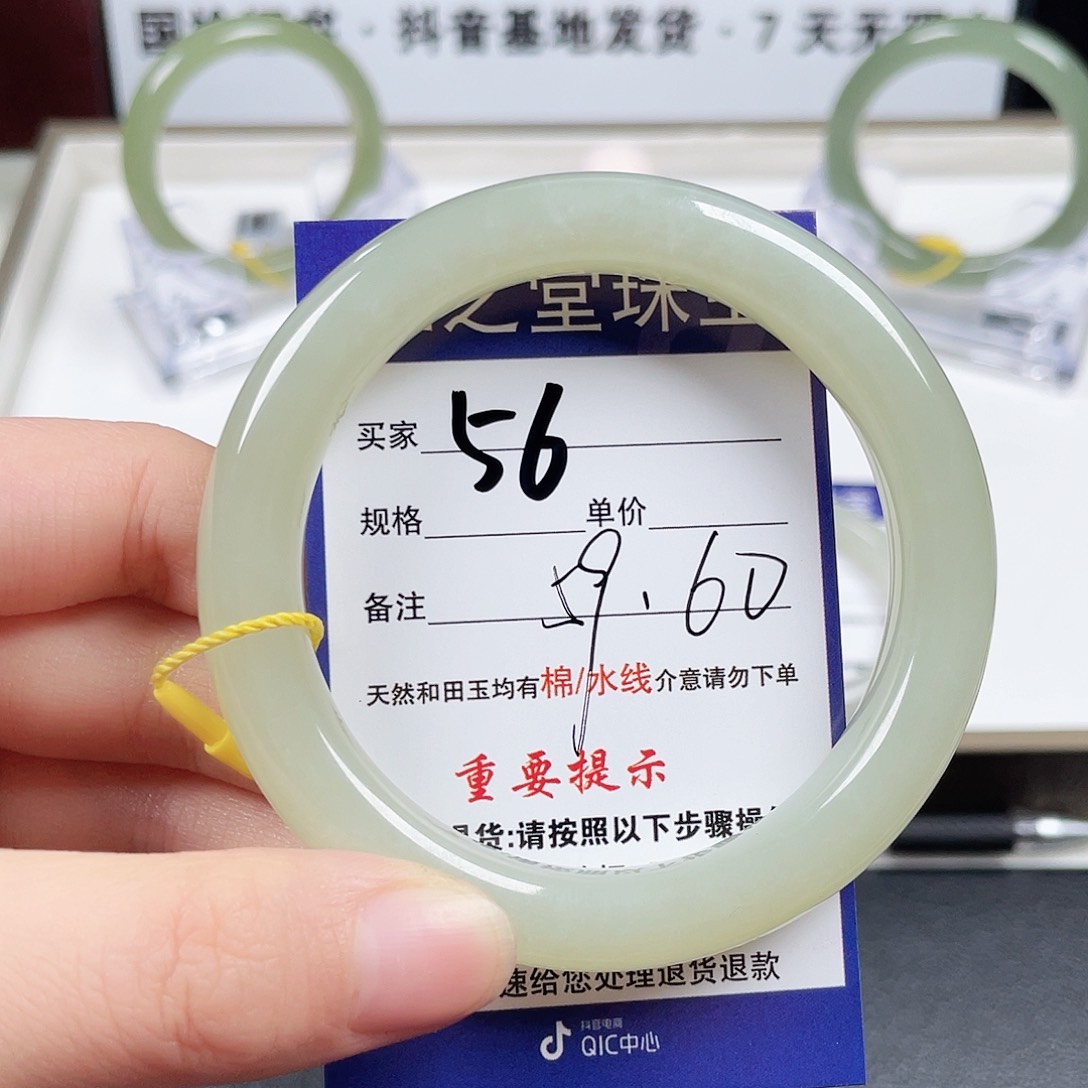 抖音基地发货·7天无
之堂珠宝
买家 56
规格 单价
备注 59.60
天然和田玉均有棉/水线介意请勿下单
重要提示
货:请按照以下步骤操
速给您处理退货退款
抖音电商
QIC中心